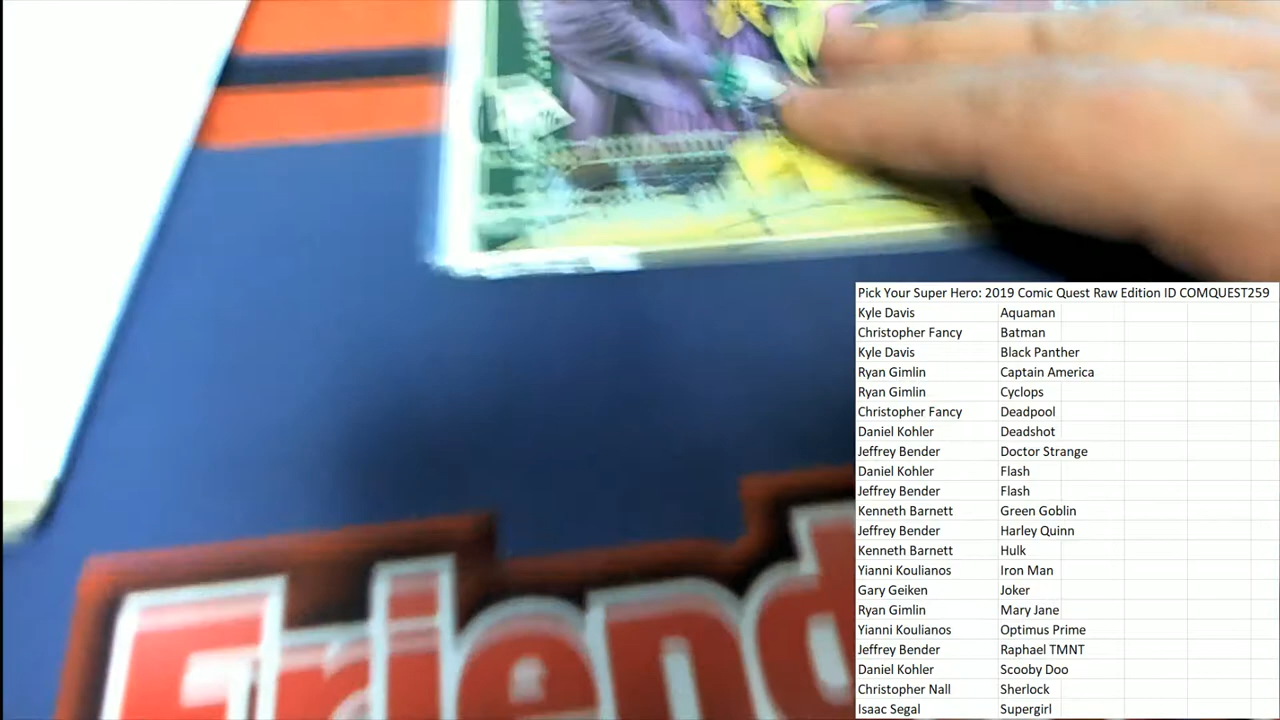 Pick Your Super Hero: 2019 Comic Quest Raw Edition ID COMQUEST259
Kyle Davis Aquaman
Christopher Fancy Batman
Kyle Davis Black Panther
Ryan Gimlin Captain America
Ryan Gimlin Cyclops
Christopher Fancy Deadpool
Daniel Kohler Deadshot
Jeffrey Bender Doctor Strange
Daniel Kohler Flash
Jeffrey Bender Flash
Kenneth Barnett Green Goblin
Jeffrey Bender Harley Quinn
Kenneth Barnett Hulk
Yianni Koulianos Iron Man
Gary Geiken Joker
Ryan Gimlin Mary Jane
Yianni Koulianos Optimus Prime
Jeffrey Bender Raphael TMNT
Daniel Kohler Scooby Doo
Christopher Nall Sherlock
Isaac Segal Supergirl
Friend